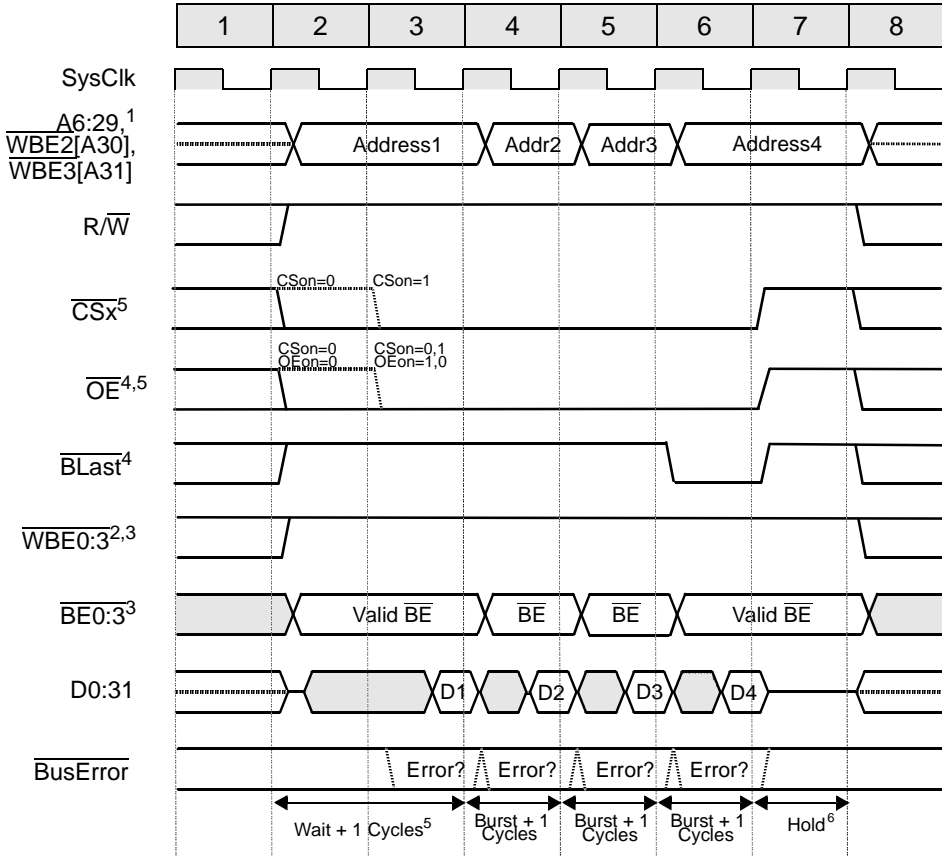 1 2 3 4 5 6 7 8
SysClk
A6:29,1
WBE2[A30],
WBE3[A31]
Address1 Addr2 Addr3 Address4
R/W
CSon=0 CSon=1
CSx5
CSon=0 CSon=0,1
OEon=0 OEon=1,0
OE4,5
BLast4
WBE0:32,3
BE0:33
Valid BE BE BE Valid BE
D0:31
D1 D2 D3 D4
BusError
Error? Error? Error? Error?
Wait + 1 Cycles5
Burst + 1 Burst + 1 Burst + 1
Cycles Cycles Cycles
Hold6